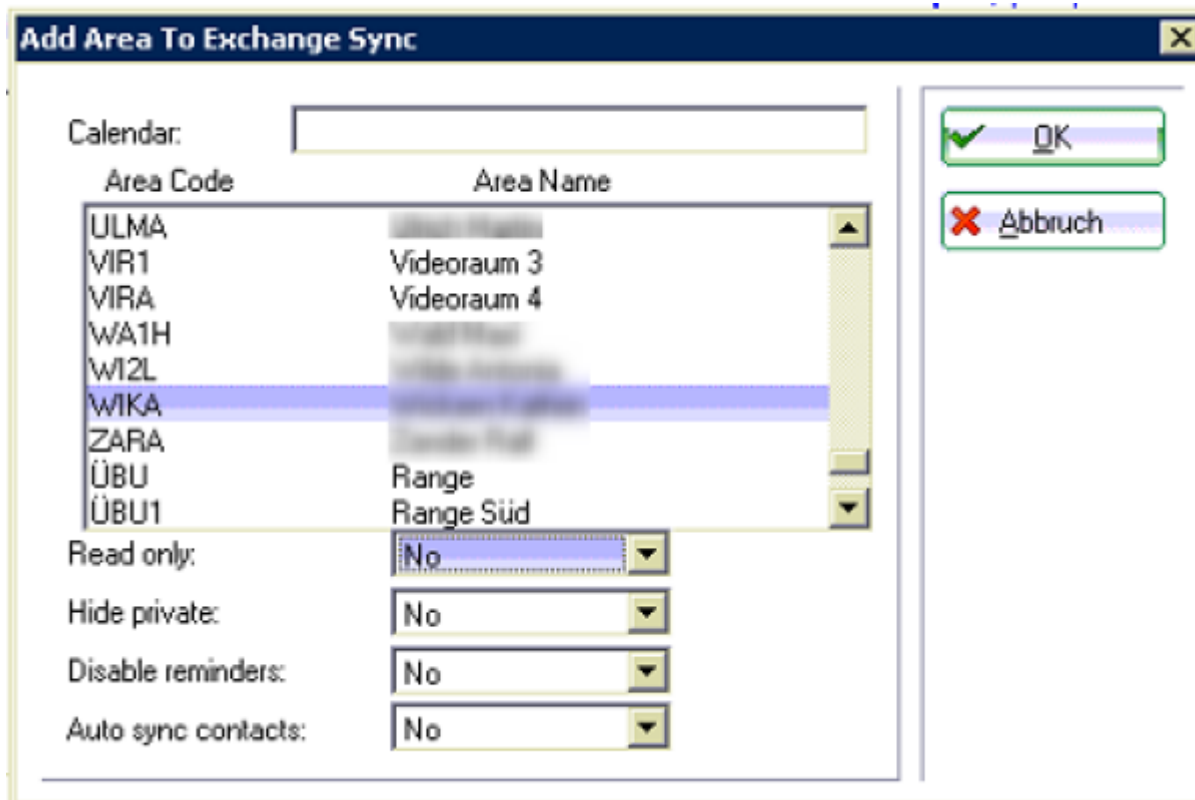 Add Area To Exchange Sync
Calendar:
OK
Area Code Area Name
Abbruch
ULMA
VIR1 Videoraum 3
VIRA Videoraum 4
WA1H
WI2L
WIKA
ZARA
ÜBU Range
ÜBU1 Range Süd
Read only: No
Hide private: No
Disable reminders: No
Auto sync contacts: No